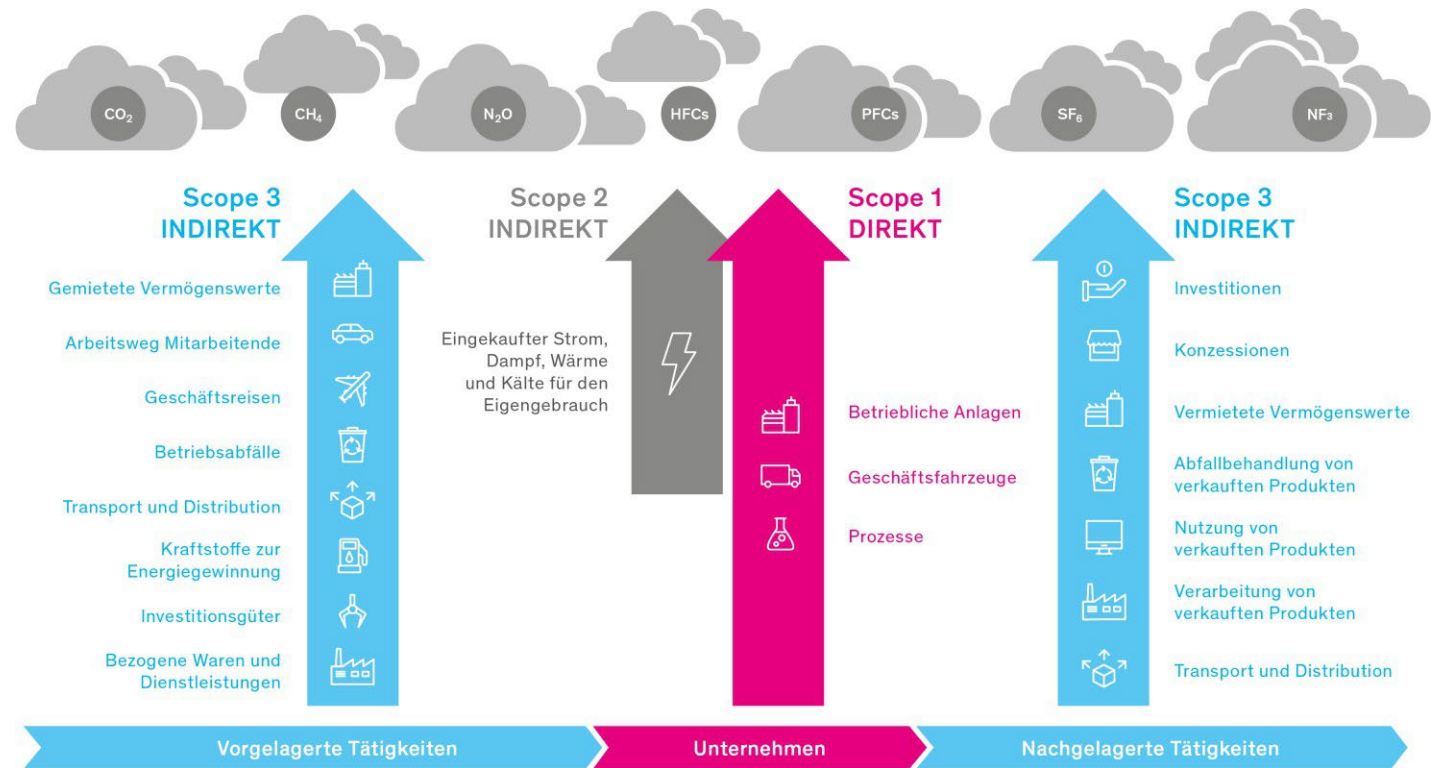 CO₂
CH₄
N₂O
HFCs
PFCs
SF₆
NF₃
Scope 3
INDIREKT
Gemietete Vermögenswerte
Arbeitsweg Mitarbeitende
Geschäftsreisen
Betriebsabfälle
Transport und Distribution
Kraftstoffe zur
Energiegewinnung
Investitionsgüter
Bezogene Waren und
Dienstleistungen
Scope 2
INDIREKT
Eingekaufter Strom,
Dampf, Wärme
und Kälte für den
Eigengebrauch
Scope 1
DIREKT
Betriebliche Anlagen
Geschäftsfahrzeuge
Prozesse
Scope 3
INDIREKT
Investitionen
Konzessionen
Vermietete Vermögenswerte
Abfallbehandlung von
verkauften Produkten
Nutzung von
verkauften Produkten
Verarbeitung von
verkauften Produkten
Transport und Distribution
Vorgelagerte Tätigkeiten
Unternehmen
Nachgelagerte Tätigkeiten